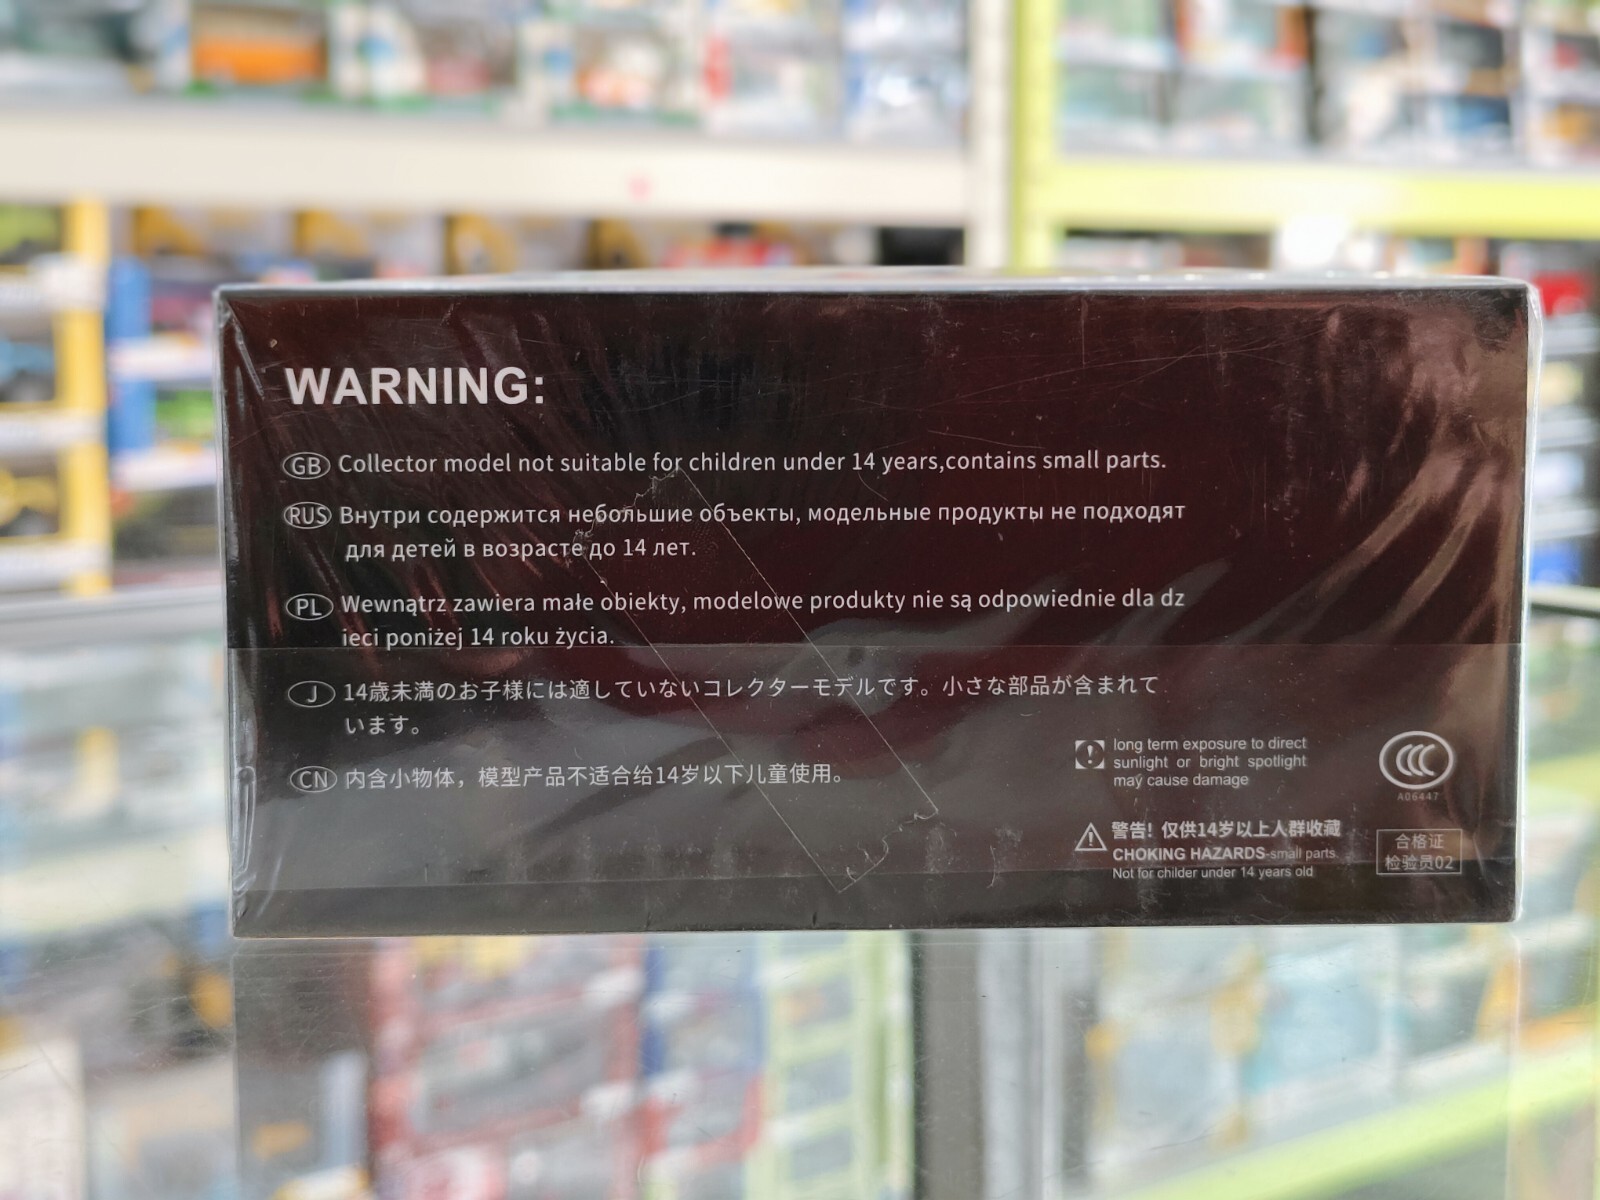 WARNING:
GB Collector model not suitable for children under 14 years,contains small parts.
RUS Внутри содержится небольшие объекты, модельные продукты не подходят
для детей в возрасте до 14 лет.
PL Wewnątrz zawiera małe obiekty, modelowe produkty nie są odpowiednie dla dz
ieci poniżej 14 roku życia.
J 14歳未満のお子様には適していないコレクターモデルです。小さな部品が含まれて
います。
CN 内含小物体，模型产品不适合给14岁以下儿童使用。
long term exposure to direct
sunlight or bright spotlight
may cause damage
CCC
A06447
警告！仅供14岁以上人群收藏
CHOKING HAZARDS-small parts.
Not for childer under 14 years old
合格证
检验员02